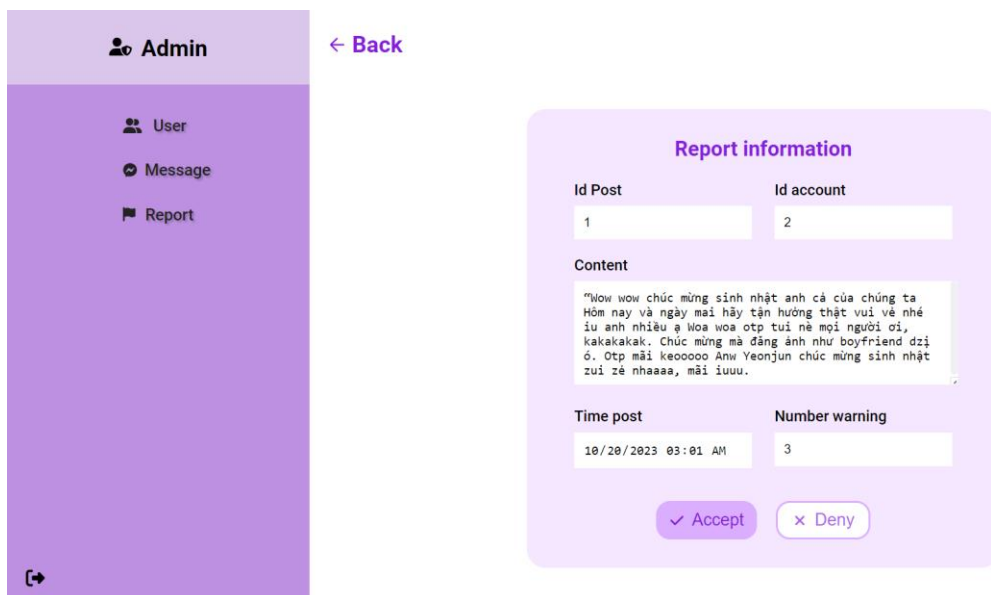 Admin
← Back
User
Message
Report
Report information
Id Post
Id account
1
2
Content
“Wow wow chúc mừng sinh nhật anh cả của chúng ta
Hôm nay và ngày mai hãy tận hưởng thật vui vẻ nhé
iu anh nhiều ạ Woa woa otp tui nè mọi người ơi,
kakakakak. Chúc mừng mà đăng ảnh như boyfriend dzị
ó. Otp mãi keooooo Anw Yeonjun chúc mừng sinh nhật
zui zẻ nhaaaa, mãi iuuu.
Time post
Number warning
10/20/2023 03:01 AM
3
Accept
Deny